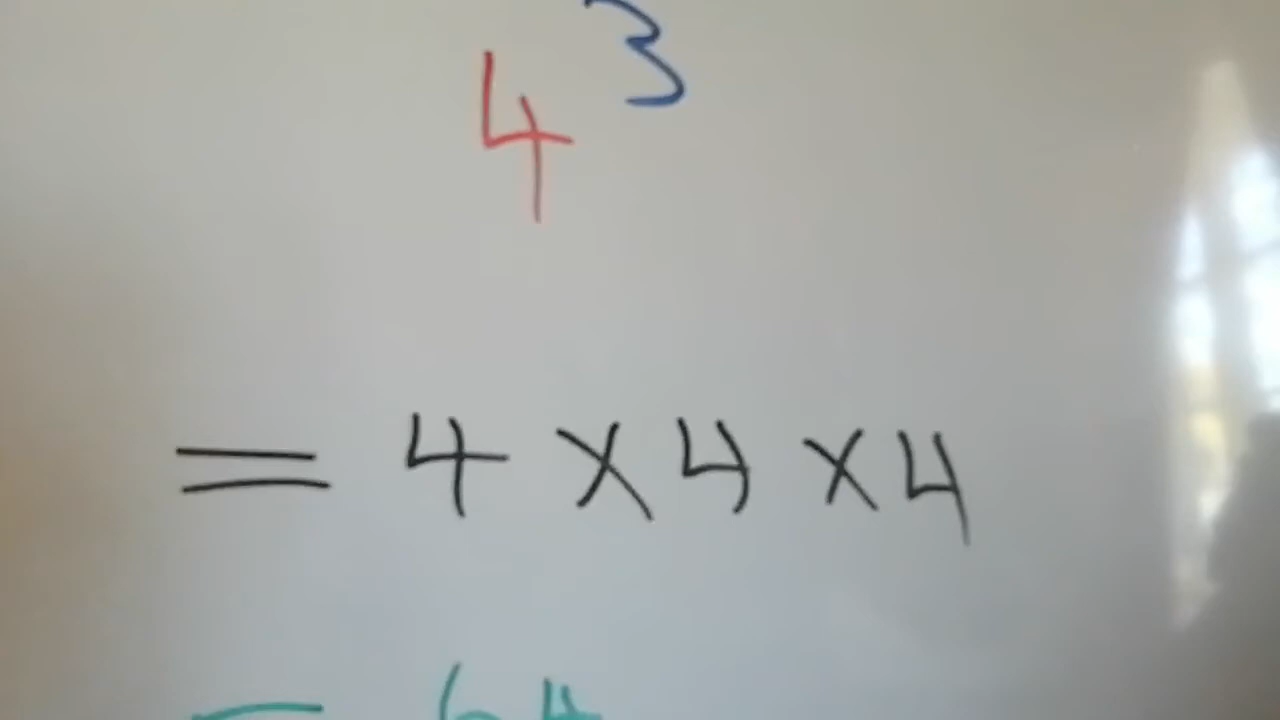 4³
= 4 × 4 × 4
= 64